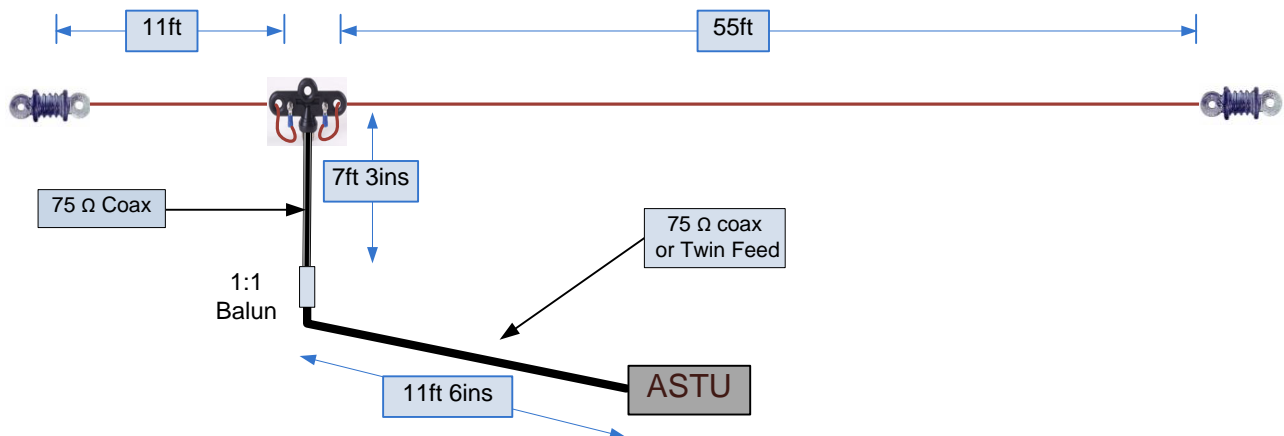 11ft
55ft
7ft 3ins
75 Ω Coax
75 Ω coax
or Twin Feed
1:1
Balun
ASTU
11ft 6ins